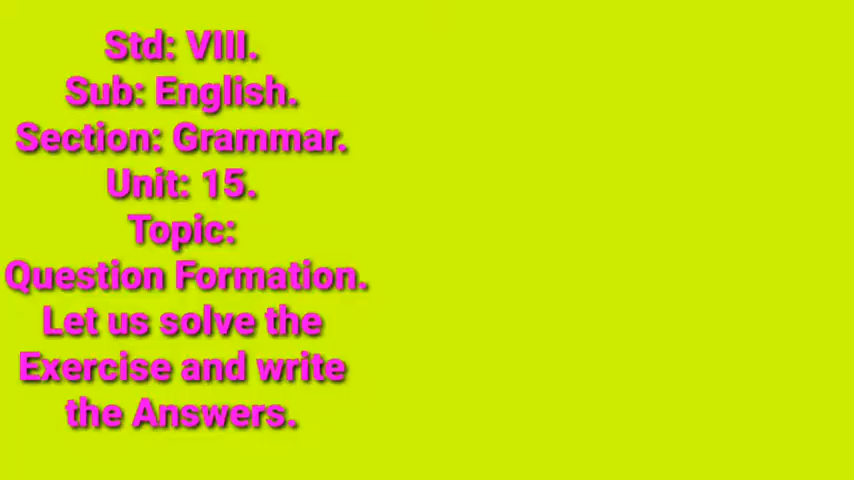 Std: VIII.
Sub: English.
Section: Grammar.
Unit: 15.
Topic:
Question Formation.
Let us solve the
Exercise and write
the Answers.